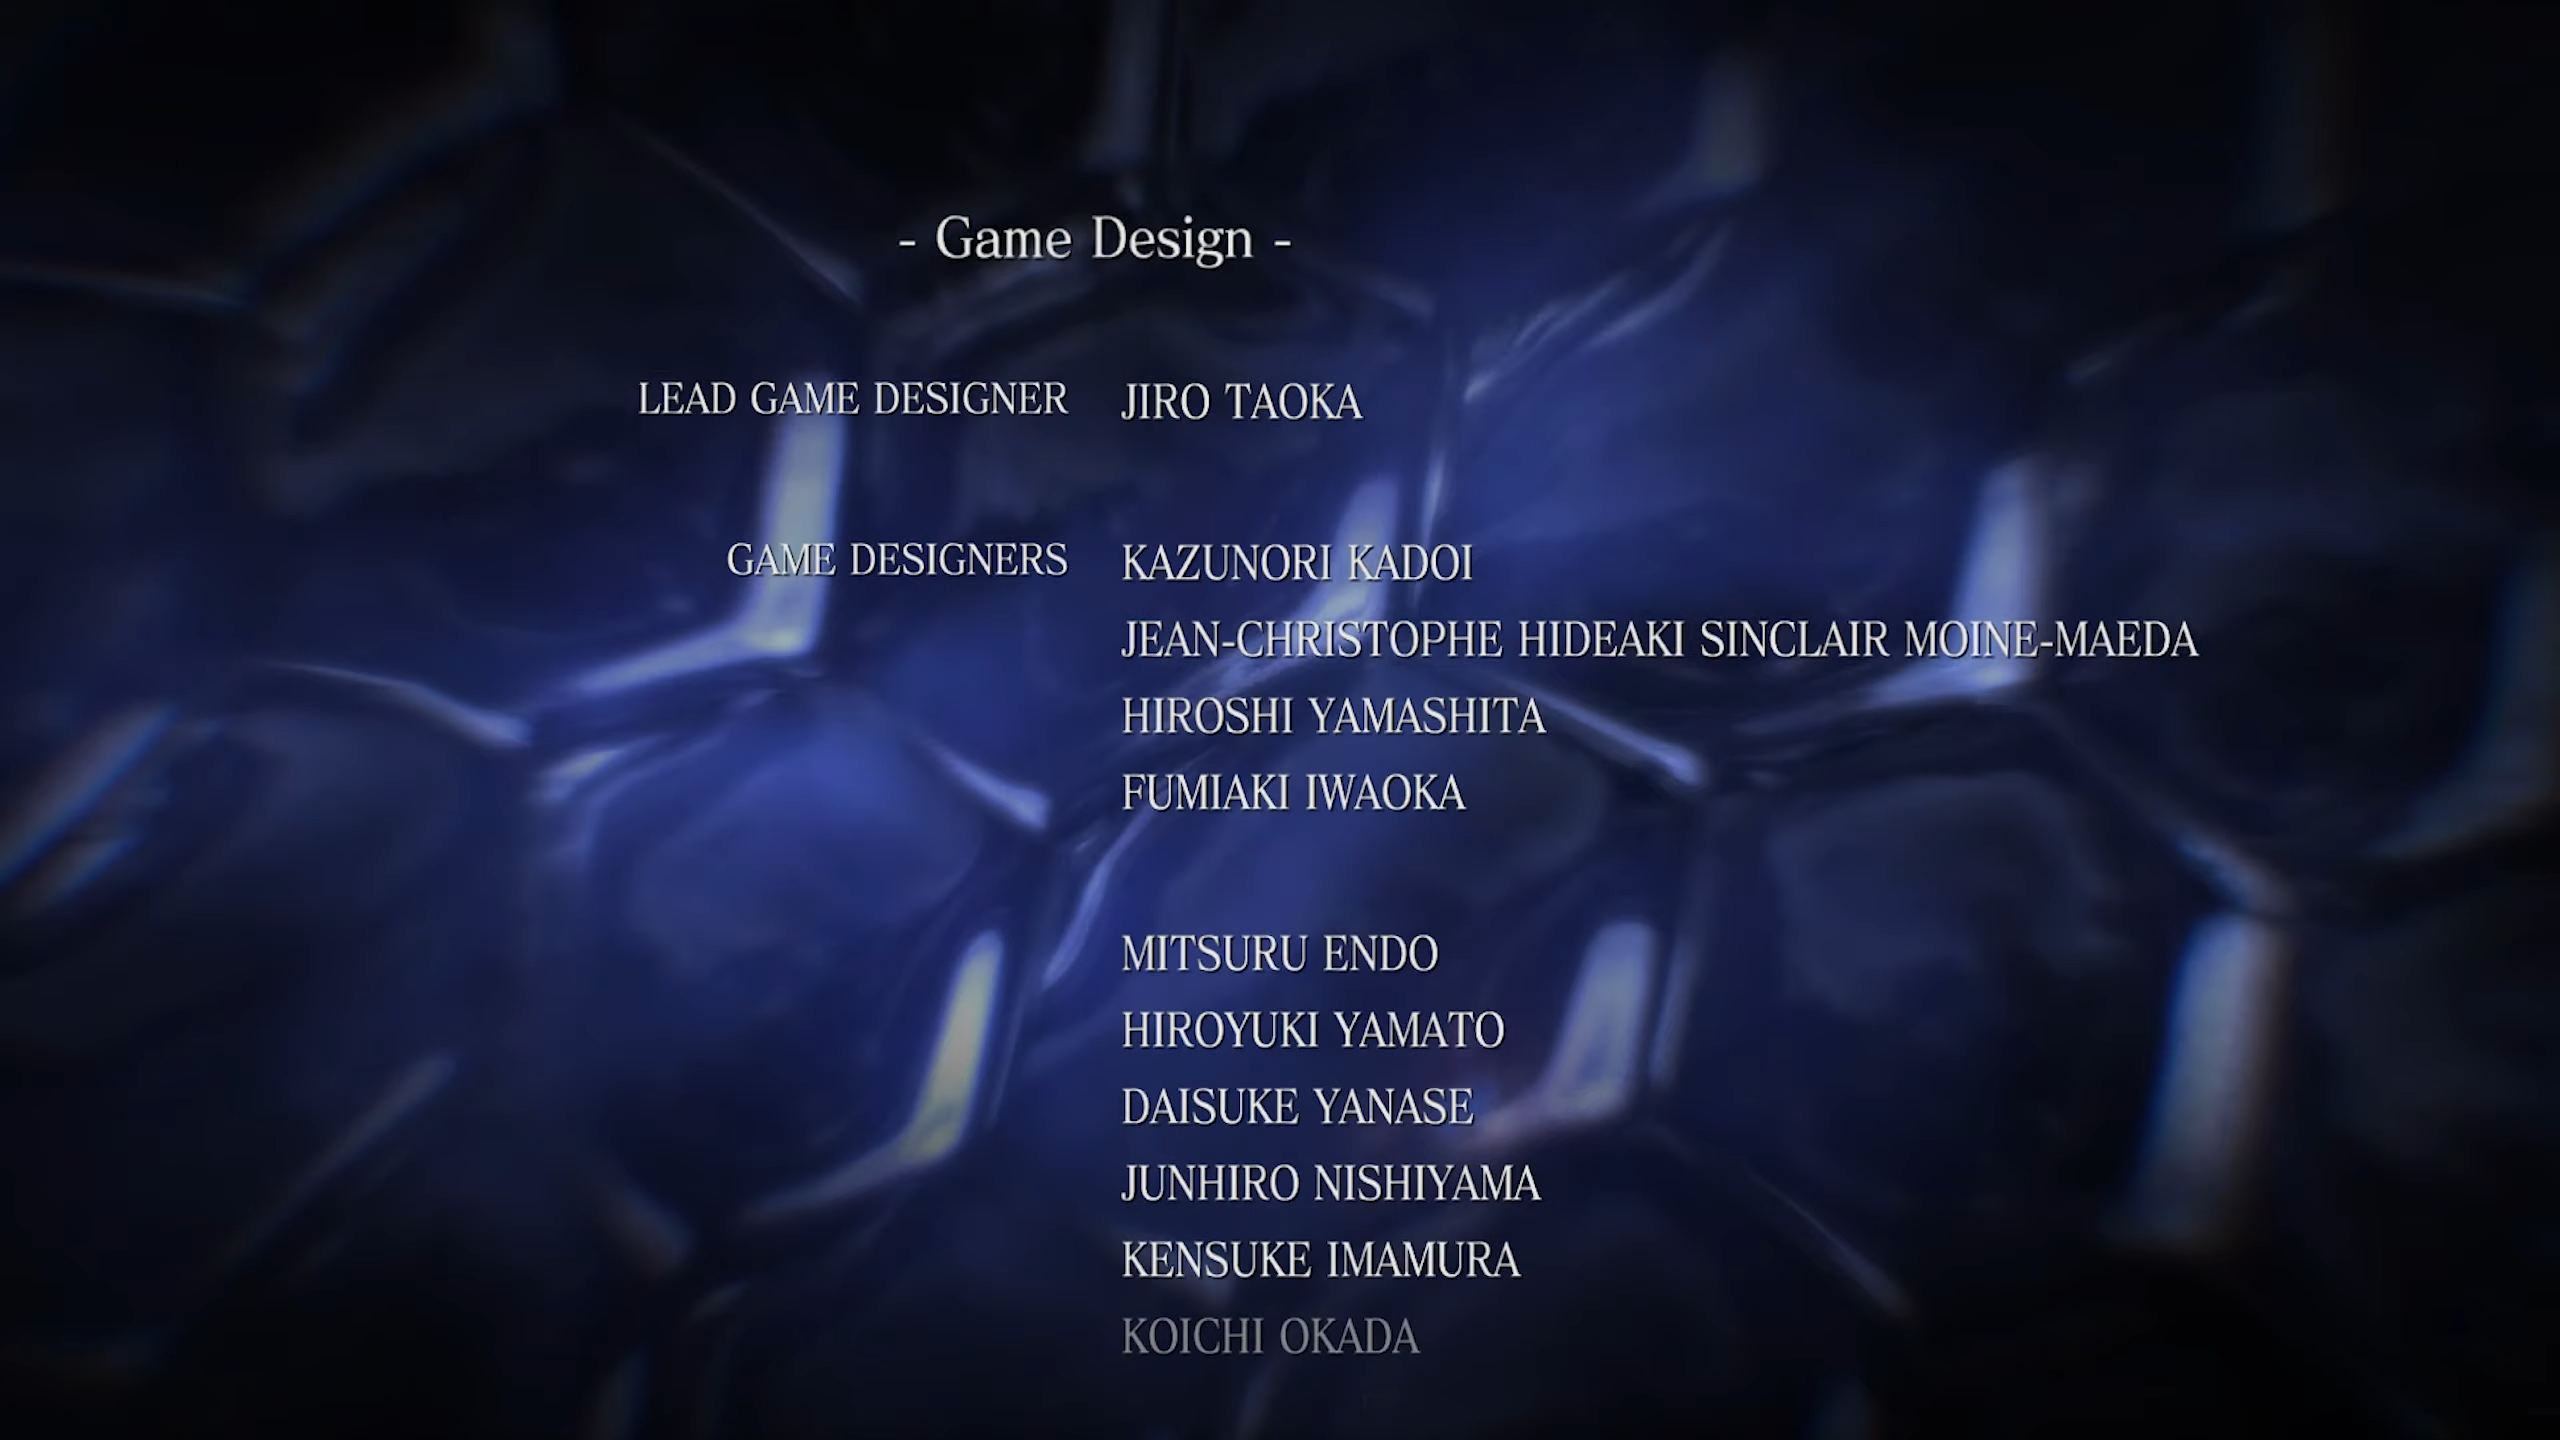 - Game Design -
LEAD GAME DESIGNER JIRO TAOKA
GAME DESIGNERS KAZUNORI KADOI
JEAN-CHRISTOPHE HIDEAKI SINCLAIR MOINE-MAEDA
HIROSHI YAMASHITA
FUMIAKI IWAOKA
MITSURU ENDO
HIROYUKI YAMATO
DAISUKE YANASE
JUNHIRO NISHIYAMA
KENSUKE IMAMURA
KOICHI OKADA